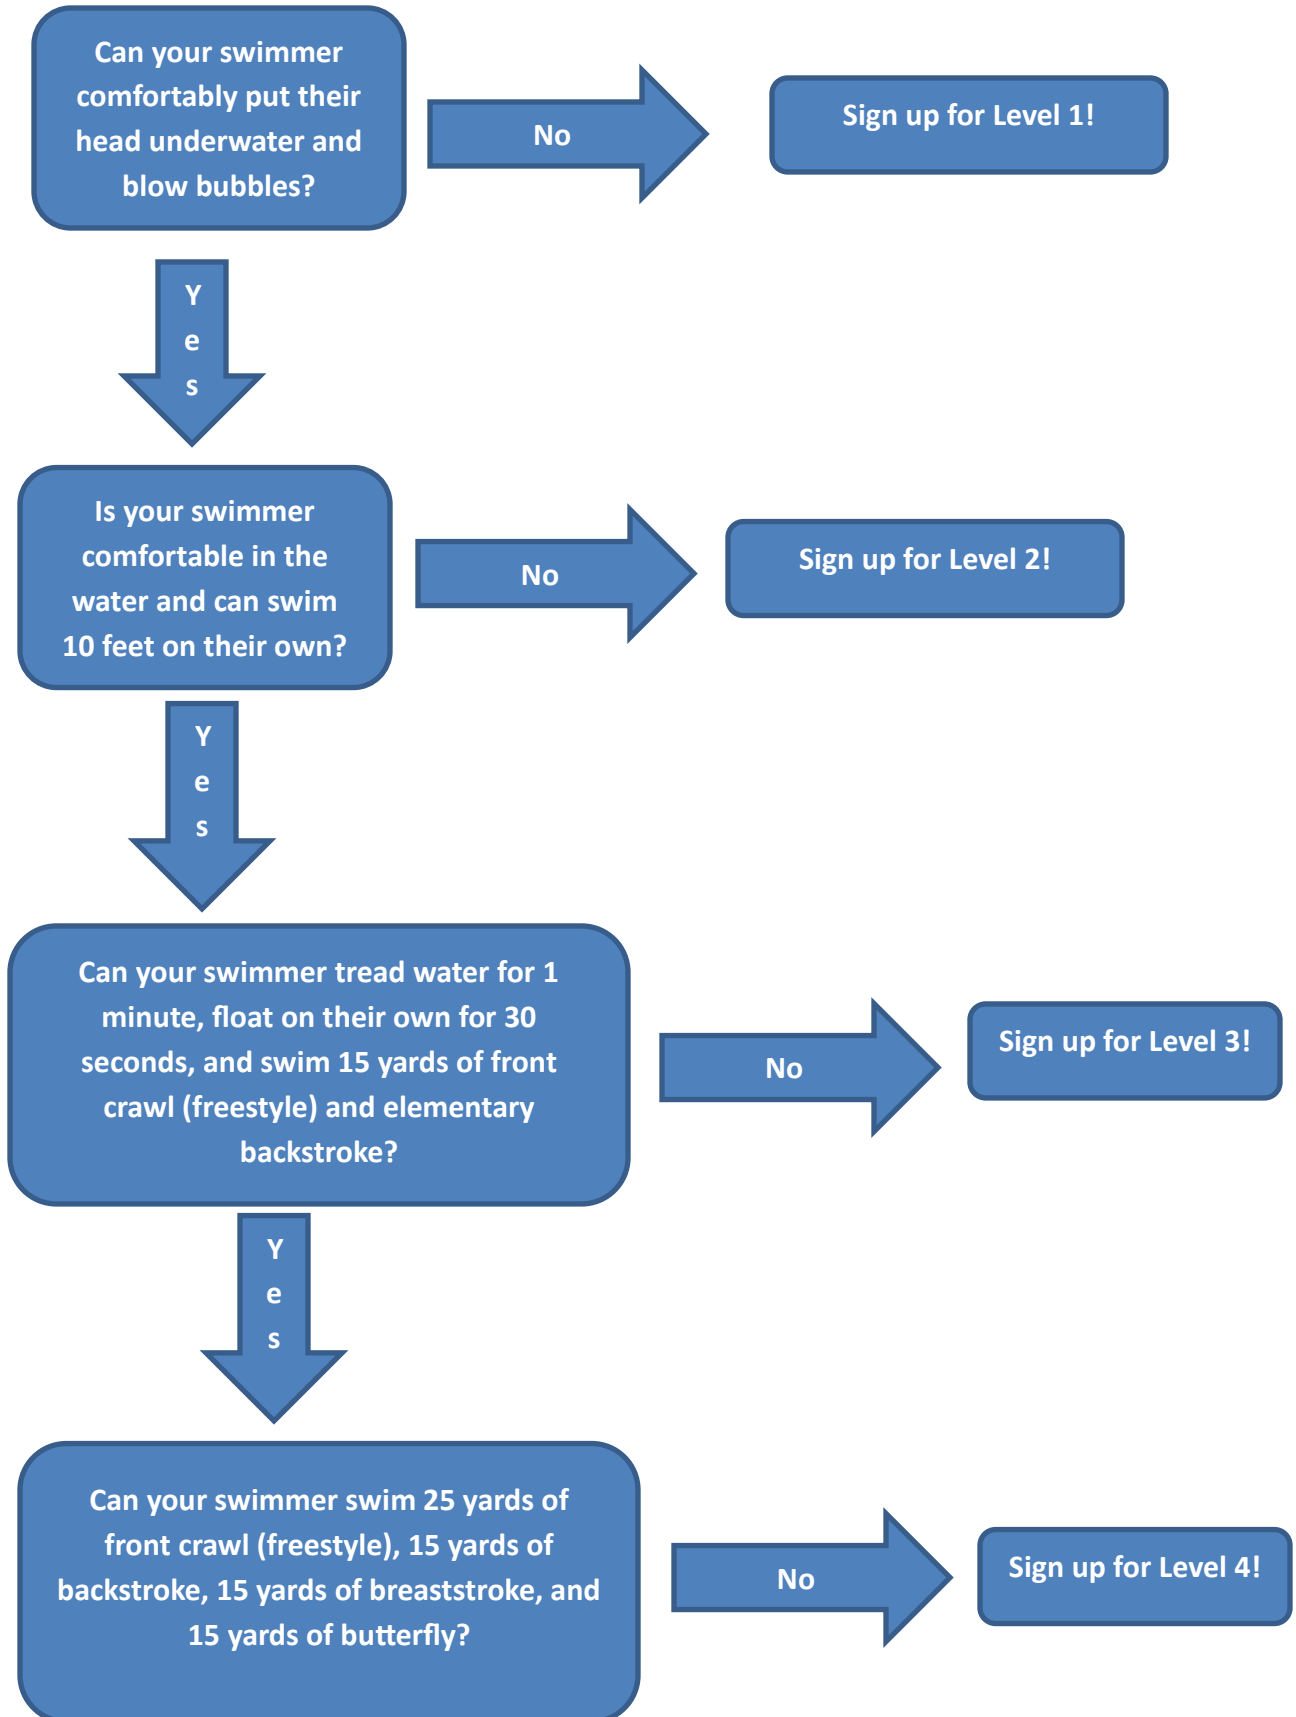 Can your swimmer
comfortably put their
head underwater and
blow bubbles?
No
Sign up for Level 1!
Y
e
s
Is your swimmer
comfortable in the
water and can swim
10 feet on their own?
No
Sign up for Level 2!
Y
e
s
Can your swimmer tread water for 1
minute, float on their own for 30
seconds, and swim 15 yards of front
crawl (freestyle) and elementary
backstroke?
No
Sign up for Level 3!
Y
e
s
Can your swimmer swim 25 yards of
front crawl (freestyle), 15 yards of
backstroke, 15 yards of breaststroke, and
15 yards of butterfly?
No
Sign up for Level 4!